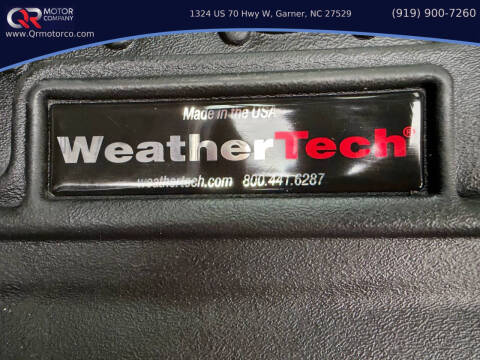 QR MOTOR
COMPANY
www.Qrmotorco.com
1324 US 70 Hwy W, Garner, NC 27529
(919) 900-7260
Made in the USA
WeatherTech®
weathertech.com 800.441.6287